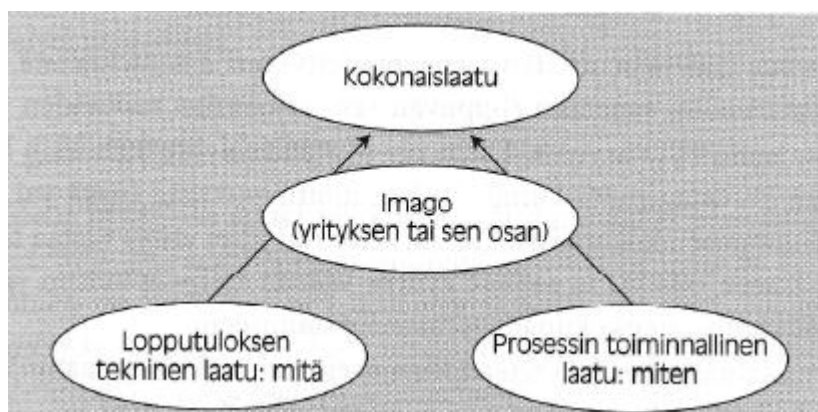 Kokonaislaatu
Imago
(yrityksen tai sen osan)
Lopputuloksen
tekninen laatu: mitä
Prosessin toiminnallinen
laatu: miten